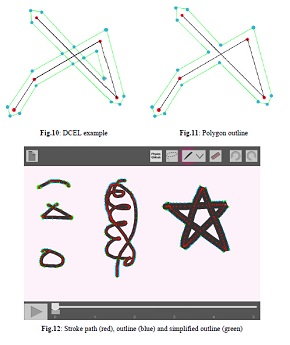 Fig.10: DCEL example
Fig.11: Polygon outline
Fig.12: Stroke path (red), outline (blue) and simplified outline (green)